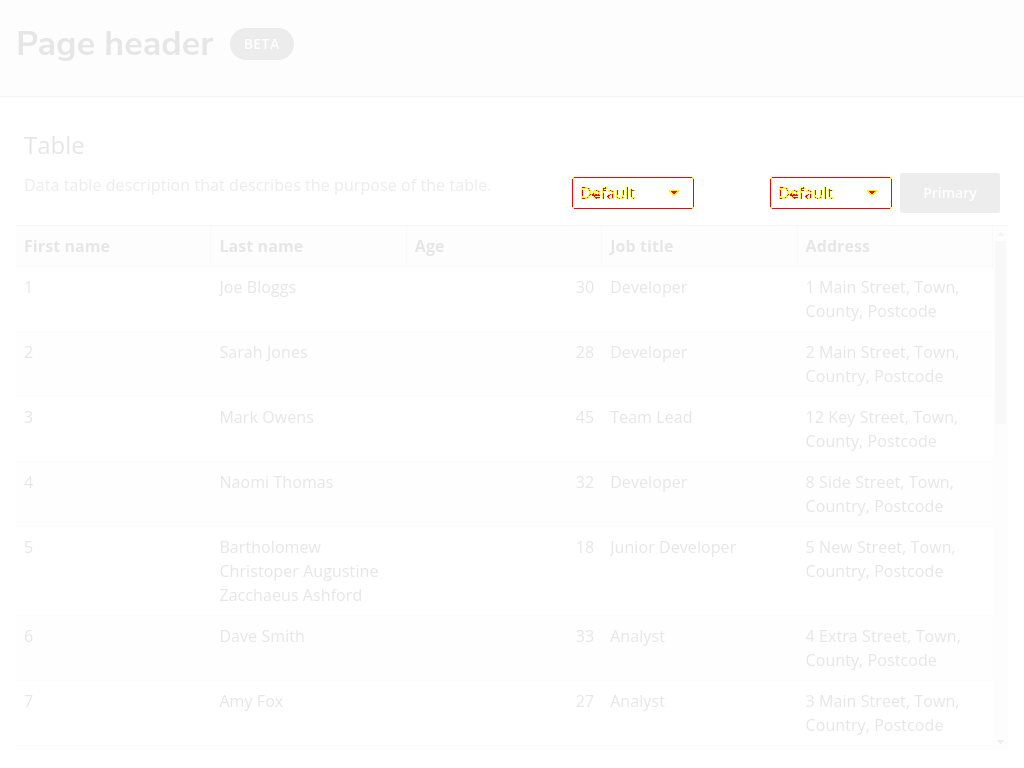 Page header BETA
Table
Data table description that describes the purpose of the table.
Default Default Primary
First name Last name Age Job title Address
1 Joe Bloggs 30 Developer 1 Main Street, Town,
County, Postcode
2 Sarah Jones 28 Developer 2 Main Street, Town,
Country, Postcode
3 Mark Owens 45 Team Lead 12 Key Street, Town,
County, Postcode
4 Naomi Thomas 32 Developer 8 Side Street, Town,
Country, Postcode
5 Bartholomew 18 Junior Developer 5 New Street, Town,
Christoper Augustine Country, Postcode
Zacchaeus Ashford
6 Dave Smith 33 Analyst 4 Extra Street, Town,
County, Postcode
7 Amy Fox 27 Analyst 3 Main Street, Town,
Country, Postcode